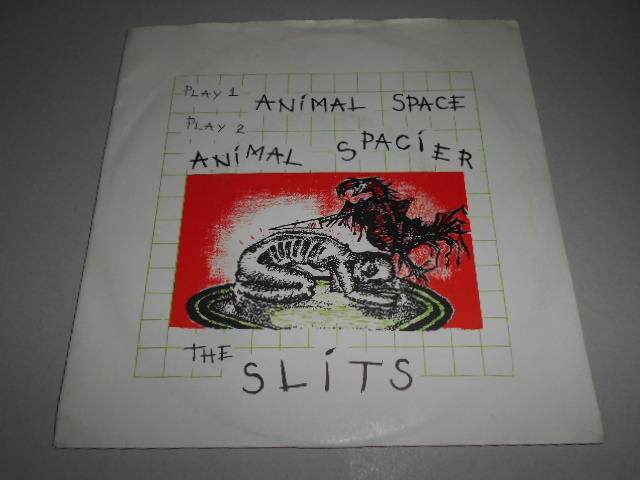 PLAY 1 ANIMAL SPACE
PLAY 2
ANIMAL SPACIER
THE SLITS